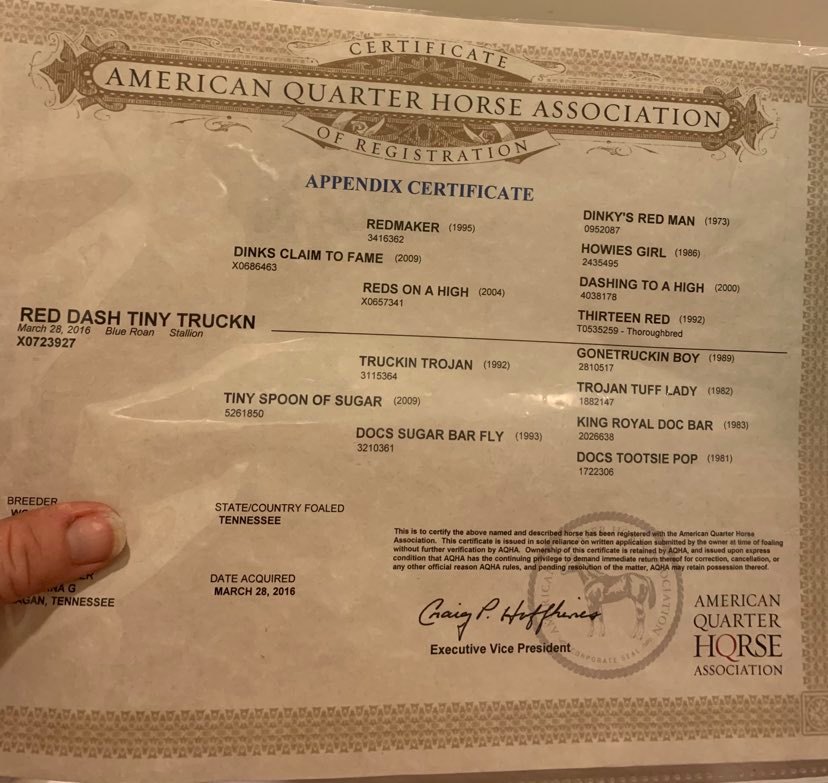 CERTIFICATE
AMERICAN QUARTER HORSE ASSOCIATION
OF REGISTRATION
APPENDIX CERTIFICATE
RED DASH TINY TRUCKN
March 28, 2016 Blue Roan Stallion
X0723927
DINKS CLAIM TO FAME (2009)
X0686463
TINY SPOON OF SUGAR (2009)
5261850
REDMAKER (1995)
3416362
REDS ON A HIGH (2004)
X0657341
TRUCKIN TROJAN (1992)
3115364
DOCS SUGAR BAR FLY (1993)
3210361
DINKY'S RED MAN (1973)
0952087
HOWIES GIRL (1986)
2435495
DASHING TO A HIGH (2000)
4038178
THIRTEEN RED (1992)
T0535259 - Thoroughbred
GONETRUCKIN BOY (1989)
2810517
TROJAN TUFF LADY (1982)
1882147
KING ROYAL DOC BAR (1983)
2026638
DOCS TOOTSIE POP (1981)
1722306
BREEDER
G
TENNESSEE
STATE/COUNTRY FOALED
TENNESSEE
DATE ACQUIRED
MARCH 28, 2016
This is to certify the above named and described horse has been registered with the American Quarter Horse
Association. This certificate is issued in sole reliance on written application submitted by the owner at time of foaling
without further verification by AQHA. Ownership of this certificate is retained by AQHA, and issued upon express
condition that AQHA has the continuing privilege to demand immediate return thereof for correction, cancellation, or
any other official reason AQHA rules, and pending resolution of the matter, AQHA may retain possession thereof.
Craig P. Huffhines
Executive Vice President
CORPORATE SEAL
AMERICAN
QUARTER
HORSE
ASSOCIATION